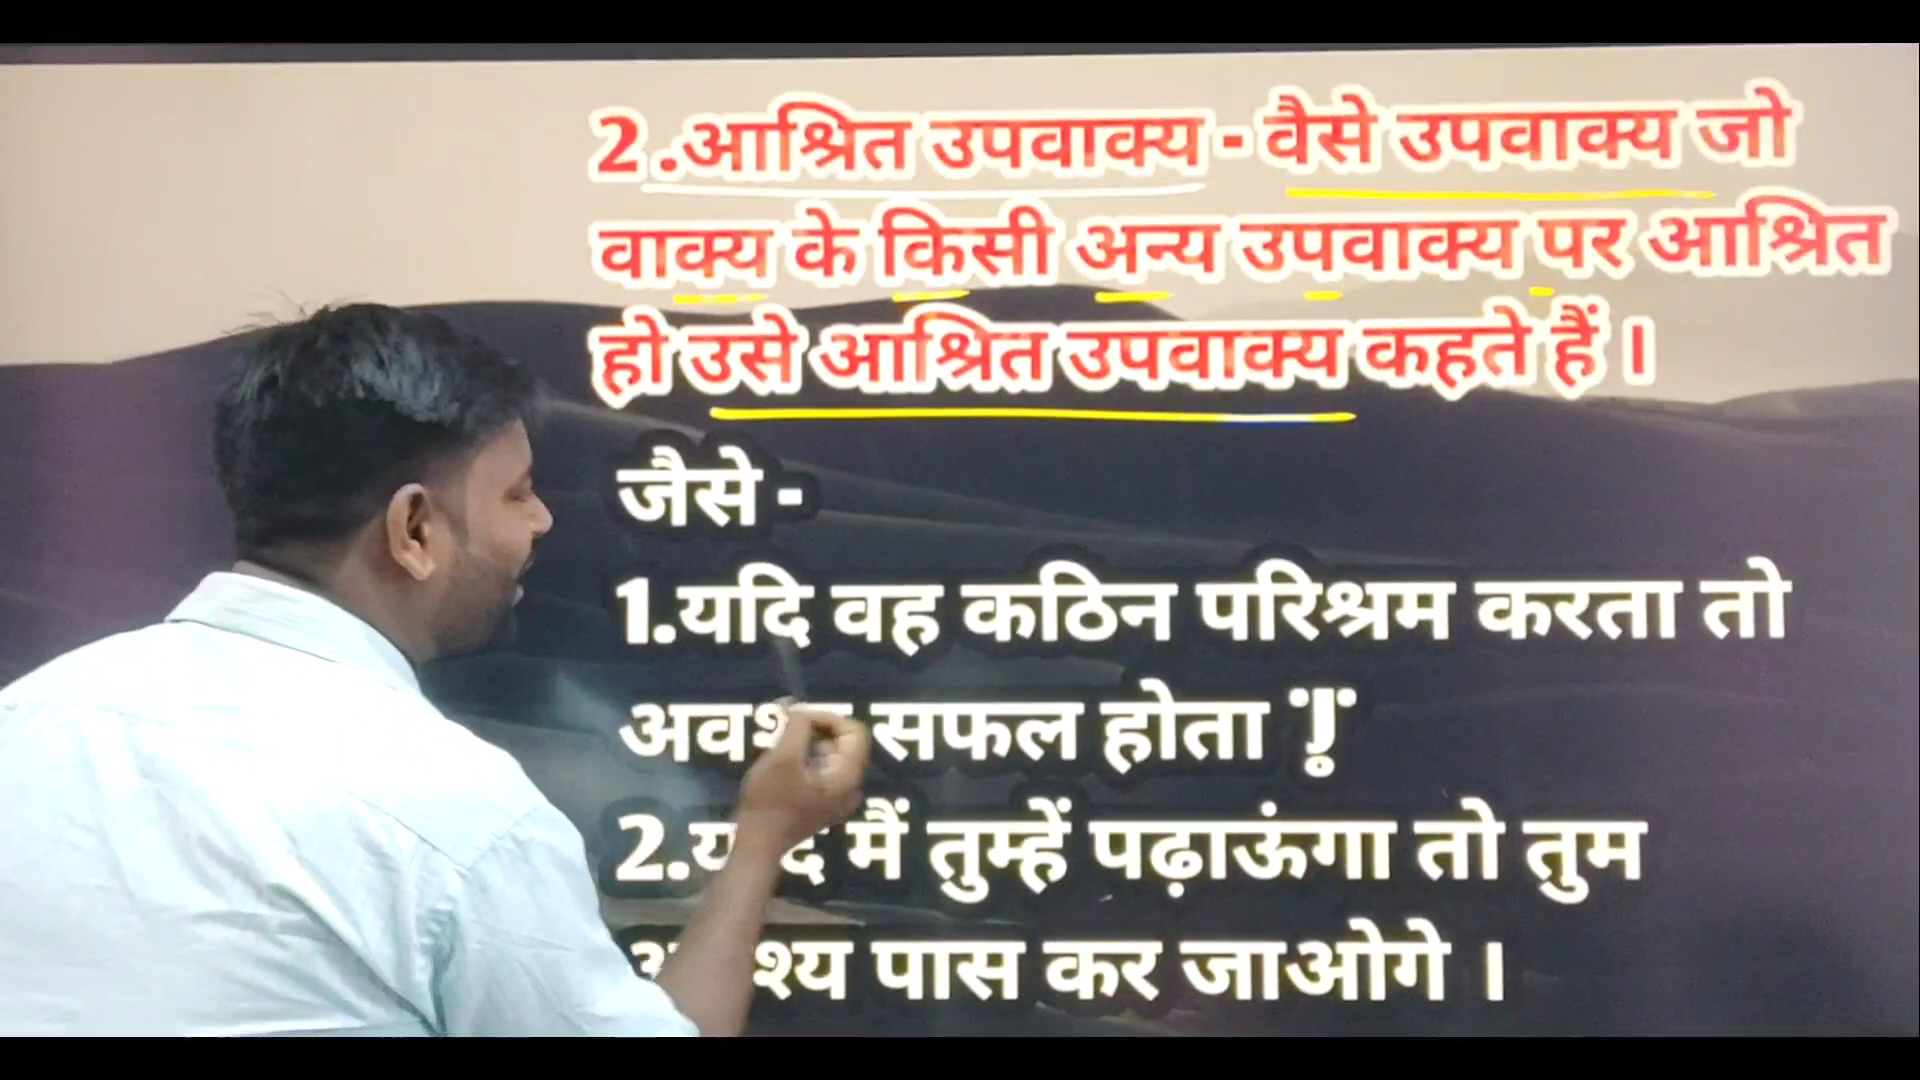 2.आश्रित उपवाक्य - वैसे उपवाक्य जो
वाक्य के किसी अन्य उपवाक्य पर आश्रित
हो उसे आश्रित उपवाक्य कहते हैं ।
जैसे -
1.यदि वह कठिन परिश्रम करता तो
सफल होता
2. मैं तुम्हें पढ़ाऊंगा तो तुम
पास कर जाओगे ।